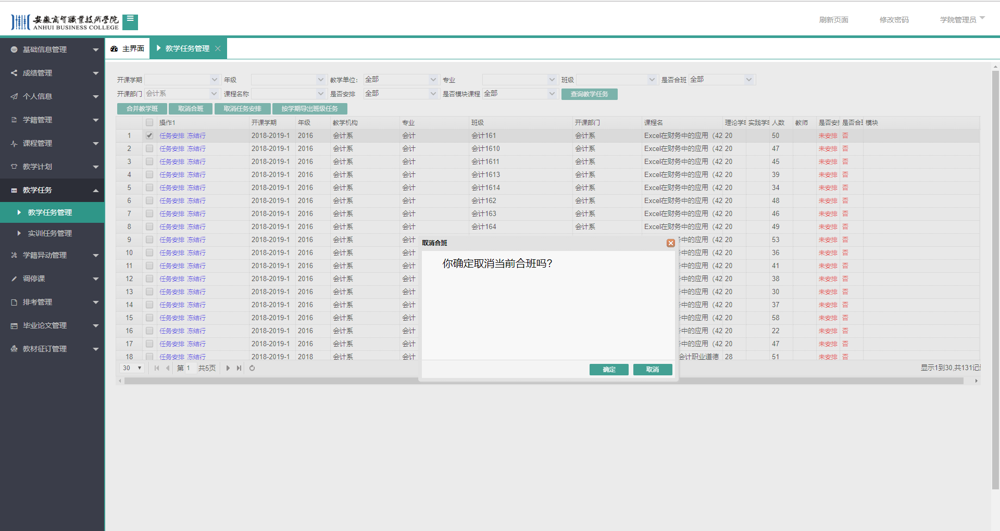 安徽商贸職業技術學院
ANHUI BUSINESS COLLEGE
刷新页面 修改密码 学院管理员
基础信息管理
成绩管理
个人信息
学籍管理
课程管理
教学计划
教学任务
教学任务管理
实训任务管理
学籍异动管理
调停课
排考管理
毕业论文管理
教材征订管理
主界面 教学任务管理
开课学期 年级 教学单位: 全部 专业 班级 是否合班 全部
开课部门 会计系 课程名称 是否安排 全部 是否模块课程 全部 查询教学任务
合并教学班 取消合班 取消任务安排 按学期导出班级任务
操作1 开课学期 年级 教学机构 专业 班级 开课部门 课程名 理论学 实践学 人数 教师 是否安 是否合 模块
1 任务安排 冻结行 2018-2019-1 2016 会计系 会计 会计161 会计系 Excel在财务中的应用（42 20 50 未安排 否
2 任务安排 冻结行 2018-2019-1 2016 会计系 会计 会计1610 会计系 Excel在财务中的应用（42 20 47 未安排 否
3 任务安排 冻结行 2018-2019-1 2016 会计系 会计 会计1611 会计系 Excel在财务中的应用（42 20 45 未安排 否
4 任务安排 冻结行 2018-2019-1 2016 会计系 会计 会计1613 会计系 Excel在财务中的应用（42 20 39 未安排 否
5 任务安排 冻结行 2018-2019-1 2016 会计系 会计 会计1614 会计系 Excel在财务中的应用（42 20 34 未安排 否
6 任务安排 冻结行 2018-2019-1 2016 会计系 会计 会计162 会计系 Excel在财务中的应用（42 20 48 未安排 否
7 任务安排 冻结行 2018-2019-1 2016 会计系 会计 会计163 会计系 Excel在财务中的应用（42 20 46 未安排 否
8 任务安排 冻结行 2018-2019-1 2016 会计系 会计 会计164 会计系 Excel在财务中的应用（42 20 49 未安排 否
9 任务安排 冻结行 2018-2019-1 2016 会计系 会计 中的应用（42 20 53 未安排 否
10 任务安排 冻结行 2018-2019-1 2016 会计系 会计 中的应用（42 20 36 未安排 否
11 任务安排 冻结行 2018-2019-1 2016 会计系 会计 中的应用（42 20 41 未安排 否
12 任务安排 冻结行 2018-2019-1 2016 会计系 会计 中的应用（42 20 38 未安排 否
13 任务安排 冻结行 2018-2019-1 2016 会计系 会计 中的应用（42 20 30 未安排 否
14 任务安排 冻结行 2018-2019-1 2016 会计系 会计 中的应用（42 20 37 未安排 否
15 任务安排 冻结行 2018-2019-1 2016 会计系 会计 中的应用（42 20 58 未安排 否
16 任务安排 冻结行 2018-2019-1 2016 会计系 会计 中的应用（42 20 22 未安排 否
17 任务安排 冻结行 2018-2019-1 2016 会计系 会计 中的应用（42 20 47 未安排 否
18 任务安排 冻结行 2018-2019-1 2018 会计系 会计 会计职业道德 28 51 未安排 否
30 第 1 共5页 显示1到30,共131记
取消合班
你确定取消当前合班吗?
确定 取消